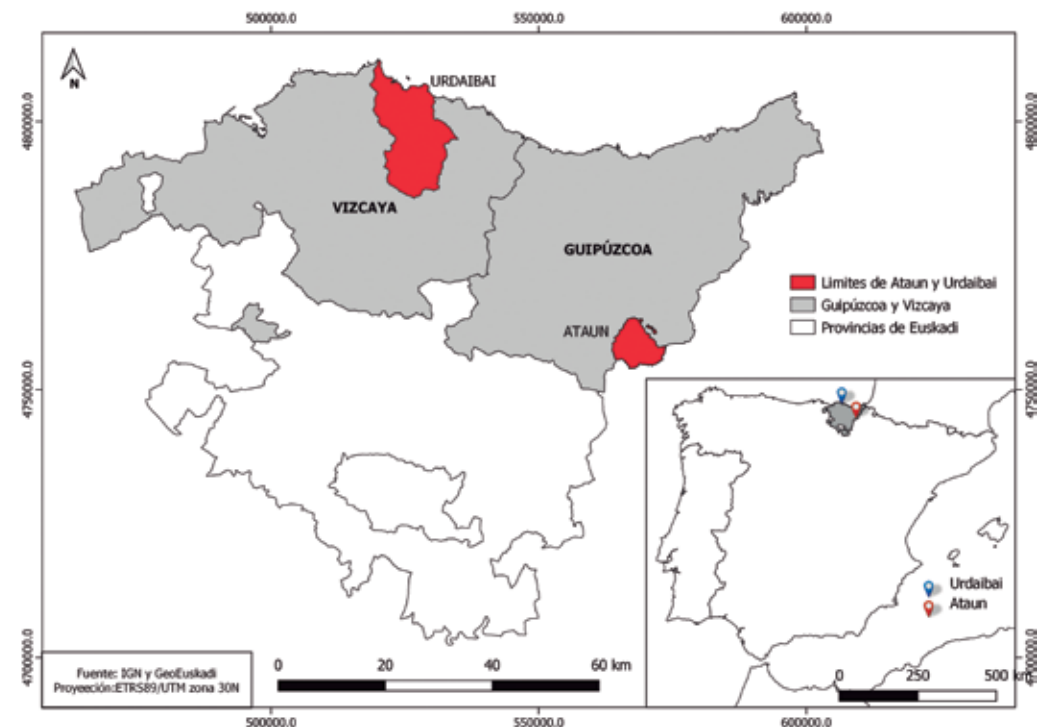 500000.0 550000.0 600000.0
N
URDAIBAI
4800000.0 4800000.0
VIZCAYA
GUIPÚZCOA
Limites de Ataun y Urdaibai
Guipúzcoa y Vizcaya
Provincias de Euskadi
ATAUN
4750000.0 4750000.0
Urdaibai
Ataun
4700000.0 4700000.0
Fuente: IGN y GeoEuskadi
Proyeeción:ETRS89/UTM zona 30N
0 20 40 60 km
0 250 500 km
500000.0 550000.0 600000.0